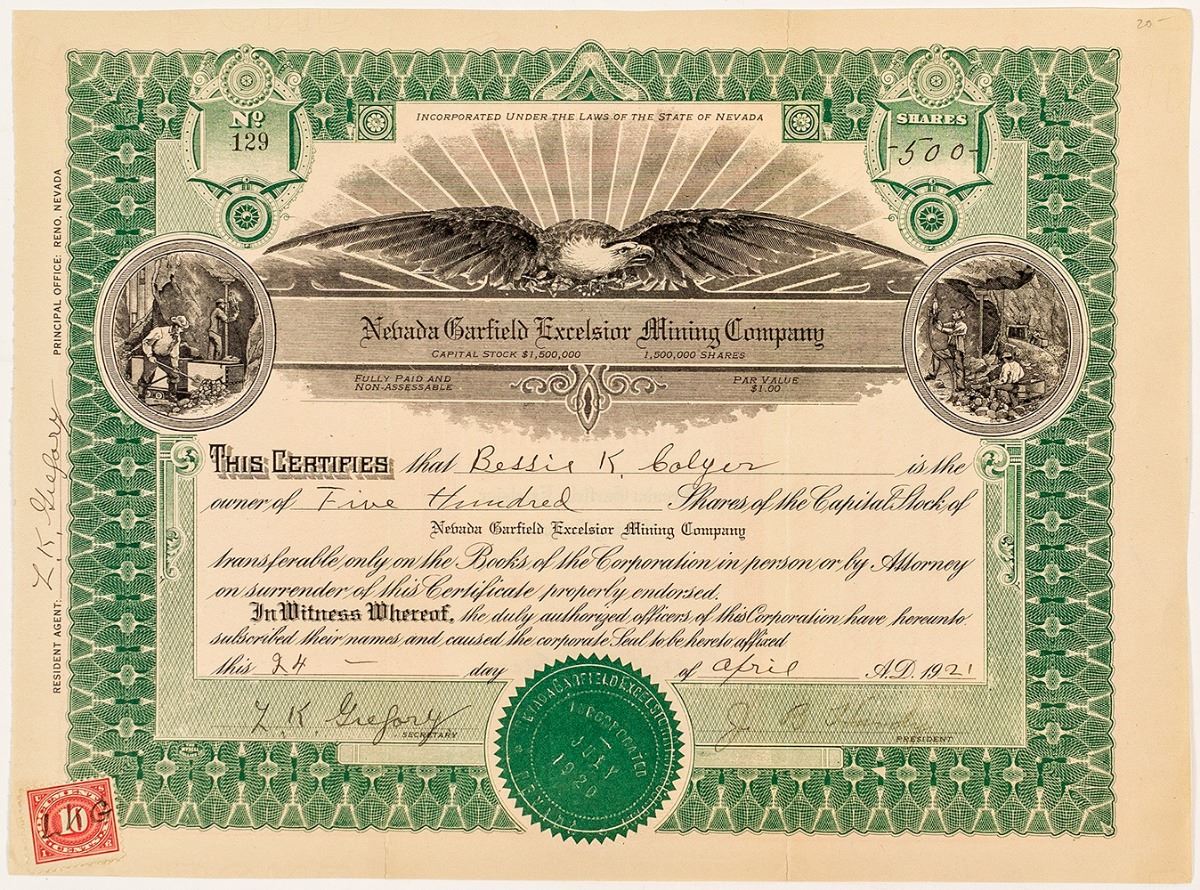 20-
INCORPORATED UNDER THE LAWS OF THE STATE OF NEVADA
No
129
SHARES
-500-
Nevada Garfield Excelsior Mining Company
CAPITAL STOCK $1,500,000 1,500,000 SHARES
FULLY PAID AND
NON-ASSESSABLE
PAR VALUE
$1.00
THIS CERTIFIES that Bessie K Colyer is the
owner of Five Hundred Shares of the Capital Stock of
Nevada Garfield Excelsior Mining Company
transferable only on the Books of the Corporation in person or by Attorney
on surrender of this Certificate properly endorsed.
In Witness Whereof, the duly authorized officers of this Corporation have hereunto
subscribed their names and caused the corporate Seal to be hereto affixed
this 24 - day of April A.D. 1921
L K Gregory
SECRETARY
J.
PRESIDENT
GARFIELD EXCELSIOR
INCORPORATED
JULY
1920
PRINCIPAL OFFICE: RENO, NEVADA
RESIDENT AGENT: L. K. Gregory
10
CENTS
L K G